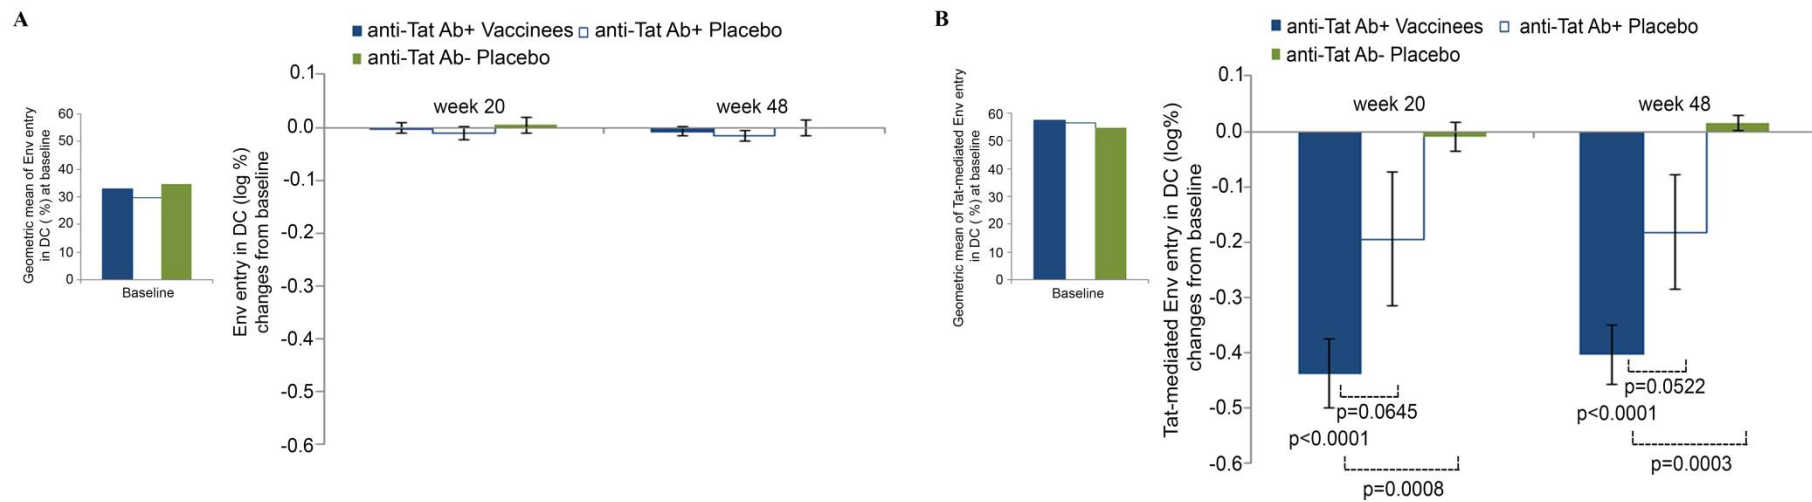 A
anti-Tat Ab+ Vaccinees anti-Tat Ab+ Placebo
anti-Tat Ab- Placebo
Geometric mean of Env entry
in DC ( %) at baseline
60
50
40
30
20
10
0
Baseline
Env entry in DC (log %)
changes from baseline
0.1
0.0
-0.1
-0.2
-0.3
-0.4
-0.5
-0.6
week 20
week 48
B
anti-Tat Ab+ Vaccinees anti-Tat Ab+ Placebo
anti-Tat Ab- Placebo
Geometric mean of Tat-mediated Env entry
in DC ( %) at baseline
60
50
40
30
20
10
0
Baseline
Tat-mediated Env entry in DC (log%)
changes from baseline
0.1
0.0
-0.1
-0.2
-0.3
-0.4
-0.5
-0.6
week 20
week 48
p=0.0645
p<0.0001
p=0.0008
p=0.0522
p<0.0001
p=0.0003